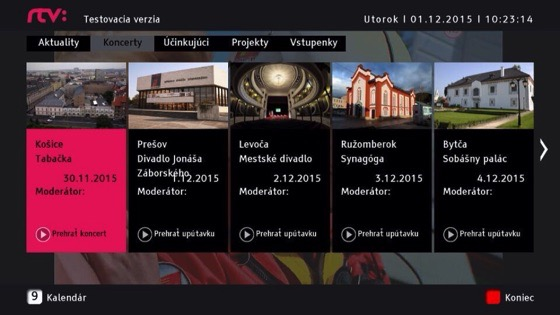 rtv:
Testovacia verzia
Utorok | 01.12.2015 | 10:23:14
Aktuality
Koncerty
Účinkujúci
Projekty
Vstupenky
Košice
Tabačka
30.11.2015
Moderátor:
Prehrať koncert
Prešov
Divadlo Jonáša
Záborského
1.12.2015
Moderátor:
Prehrať upútavku
Levoča
Mestské divadlo
2.12.2015
Moderátor:
Prehrať upútavku
Ružomberok
Synagóga
3.12.2015
Moderátor:
Prehrať upútavku
Bytča
Sobášny palác
4.12.2015
Moderátor:
Prehrať upútavku
9 Kalendár
Koniec